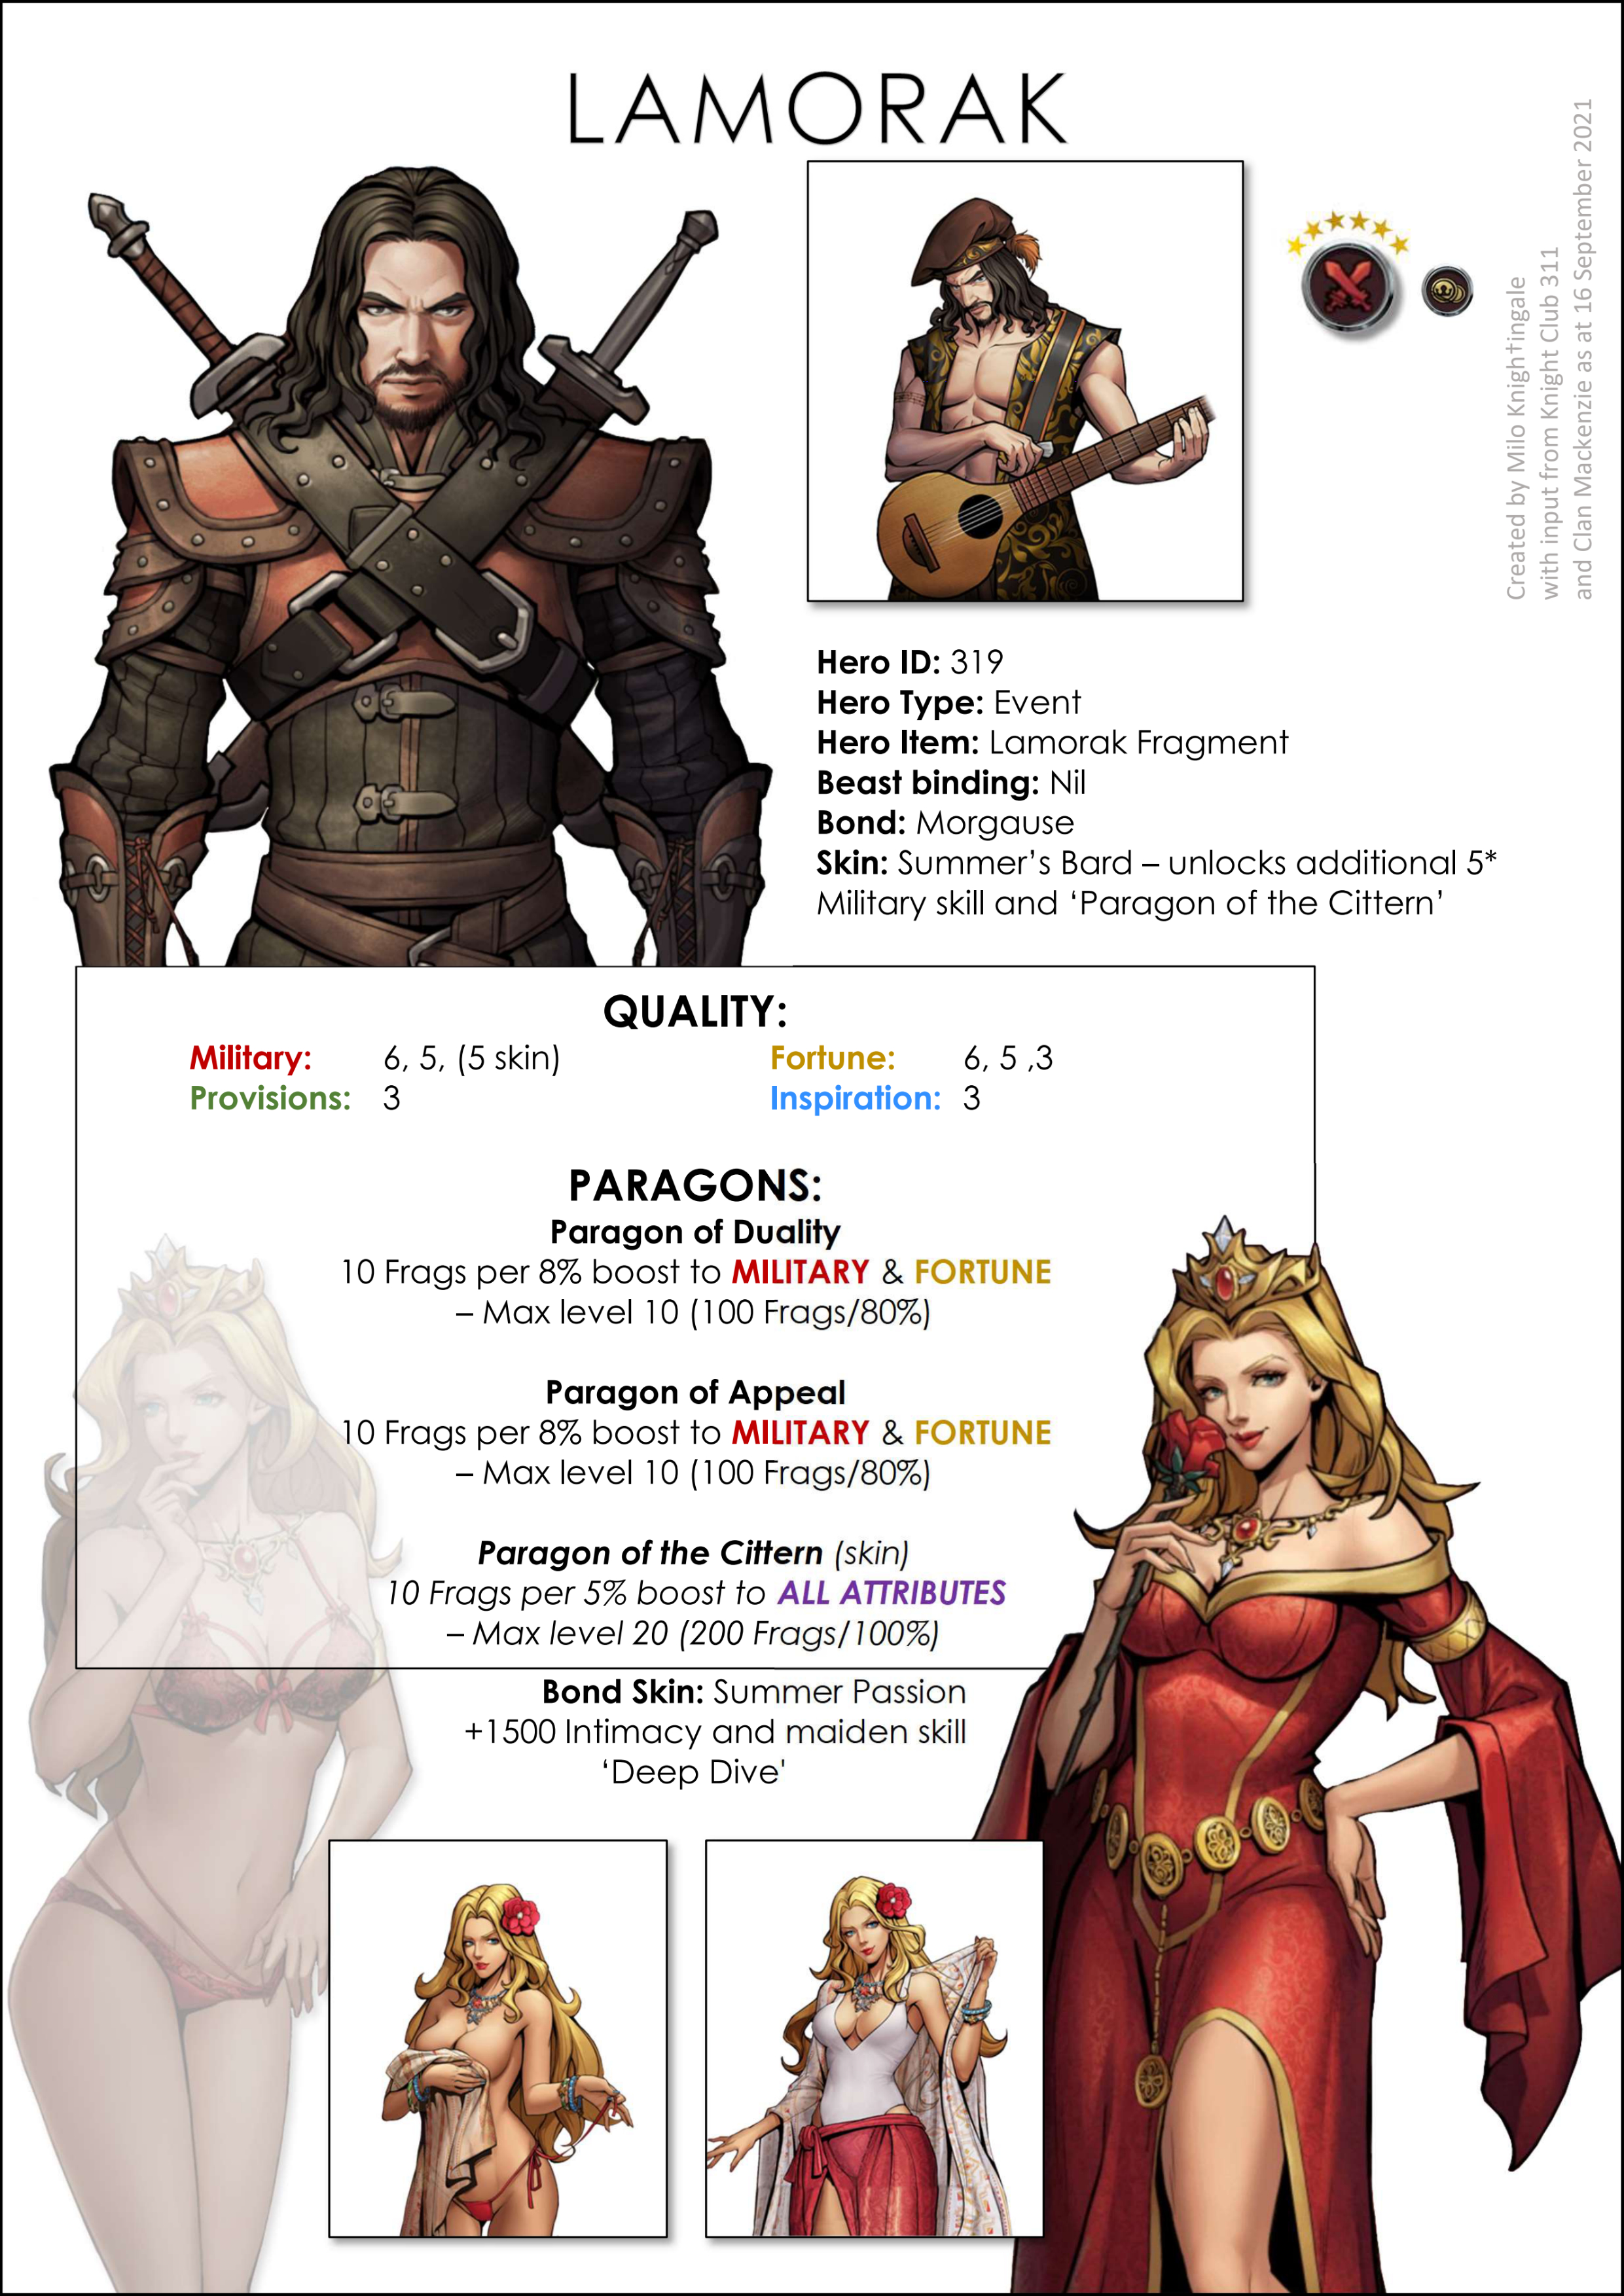 LAMORAK
Created by Milo Knigh†ingale
with input from Knight Club 311
and Clan Mackenzie as at 16 September 2021
Hero ID: 319
Hero Type: Event
Hero Item: Lamorak Fragment
Beast binding: Nil
Bond: Morgause
Skin: Summer’s Bard – unlocks additional 5*
Military skill and ‘Paragon of the Cittern’
QUALITY:
Military: 6, 5, (5 skin) Fortune: 6, 5 ,3
Provisions: 3 Inspiration: 3
PARAGONS:
Paragon of Duality
10 Frags per 8% boost to MILITARY & FORTUNE
– Max level 10 (100 Frags/80%)
Paragon of Appeal
10 Frags per 8% boost to MILITARY & FORTUNE
– Max level 10 (100 Frags/80%)
Paragon of the Cittern (skin)
10 Frags per 5% boost to ALL ATTRIBUTES
– Max level 20 (200 Frags/100%)
Bond Skin: Summer Passion
+1500 Intimacy and maiden skill
‘Deep Dive'